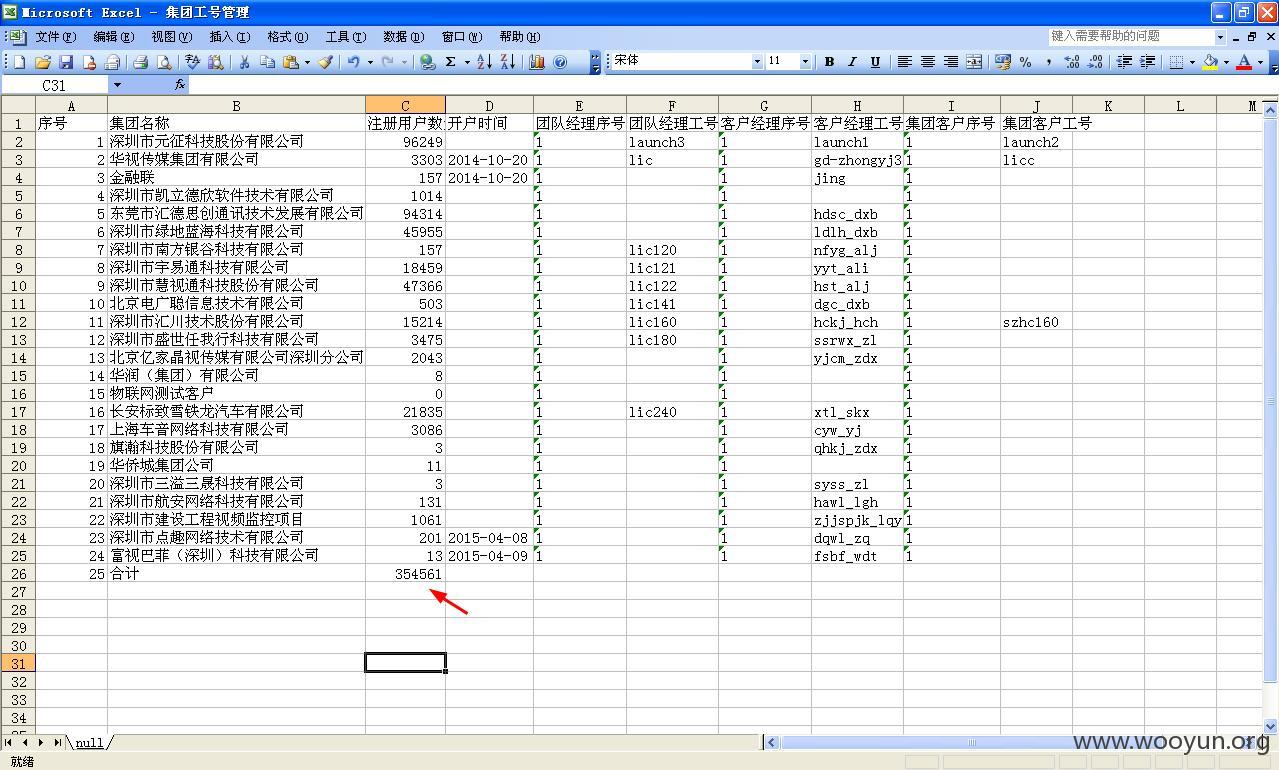 Microsoft Excel - 集团工号管理
文件(F) 编辑(E) 视图(V) 插入(I) 格式(O) 工具(T) 数据(D) 窗口(W) 帮助(H) 键入需要帮助的问题
宋体 11 B I U
C31 fx
A B C D E F G H I J K L M
1 序号 集团名称 注册用户数 开户时间 团队经理序号 团队经理工号 客户经理序号 客户经理工号 集团客户序号 集团客户工号
2 1 深圳市元征科技股份有限公司 96249 1 launch3 1 launch1 1 launch2
3 2 华视传媒集团有限公司 3303 2014-10-20 1 lic 1 gd-zhongyj3 1 licc
4 3 金融联 157 2014-10-20 1 1 jing 1
5 4 深圳市凯立德欣软件技术有限公司 1014 1 1 1
6 5 东莞市汇德思创通讯技术发展有限公司 94314 1 1 hdsc_dxb 1
7 6 深圳市绿地蓝海科技有限公司 45955 1 1 ldlh_dxb 1
8 7 深圳市南方银谷科技有限公司 157 1 lic120 1 nfyg_alj 1
9 8 深圳市宇易通科技有限公司 18459 1 lic121 1 yyt_ali 1
10 9 深圳市慧视通科技股份有限公司 47366 1 lic122 1 hst_alj 1
11 10 北京电广聪信息技术有限公司 503 1 lic141 1 dgc_dxb 1
12 11 深圳市汇川技术股份有限公司 15214 1 lic160 1 hckj_hch 1 szhc160
13 12 深圳市盛世任我行科技有限公司 3475 1 lic180 1 ssrwx_zl 1
14 13 北京亿家晶视传媒有限公司深圳分公司 2043 1 1 yjcm_zdx 1
15 14 华润（集团）有限公司 8 1 1 1
16 15 物联网测试客户 0 1 1 1
17 16 长安标致雪铁龙汽车有限公司 21835 1 lic240 1 xtl_skx 1
18 17 上海车音网络科技有限公司 3086 1 1 cyw_yj 1
19 18 旗瀚科技股份有限公司 3 1 1 qhkj_zdx 1
20 19 华侨城集团公司 11 1 1 1
21 20 深圳市三溢三晟科技有限公司 3 1 1 syss_zl 1
22 21 深圳市航安网络科技有限公司 131 1 1 hawl_lgh 1
23 22 深圳市建设工程视频监控项目 1061 1 1 zjjspjk_lqy 1
24 23 深圳市点趣网络技术有限公司 201 2015-04-08 1 1 dqwl_zq 1
25 24 富视巴菲（深圳）科技有限公司 13 2015-04-09 1 1 fsbf_wdt 1
26 25 合计 354561
27
28
29
30
31
32
33
34
null
www.wooyun.org
就绪